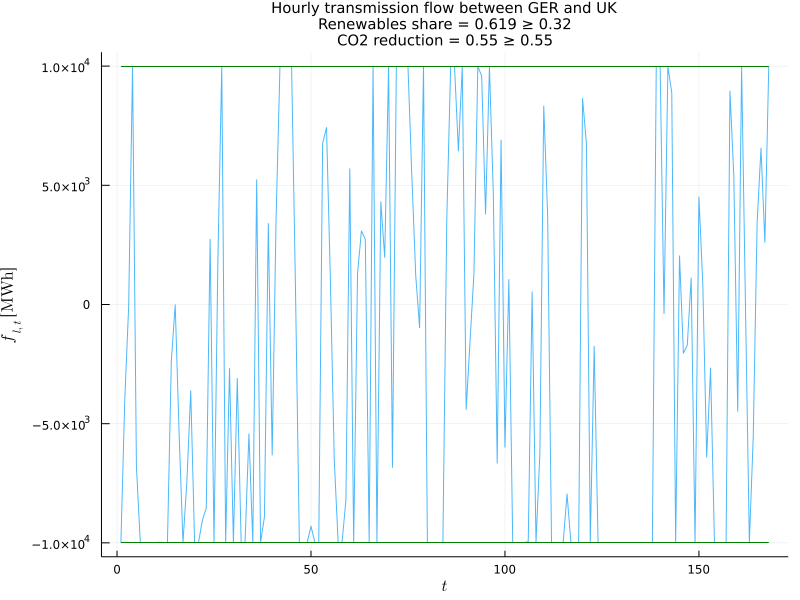 Hourly transmission flow between GER and UK
Renewables share = 0.619 ≥ 0.32
CO2 reduction = 0.55 ≥ 0.55
1.0×10⁴
5.0×10³
0
−5.0×10³
−1.0×10⁴
f_{l,t} [MWh]
0 50 100 150
t